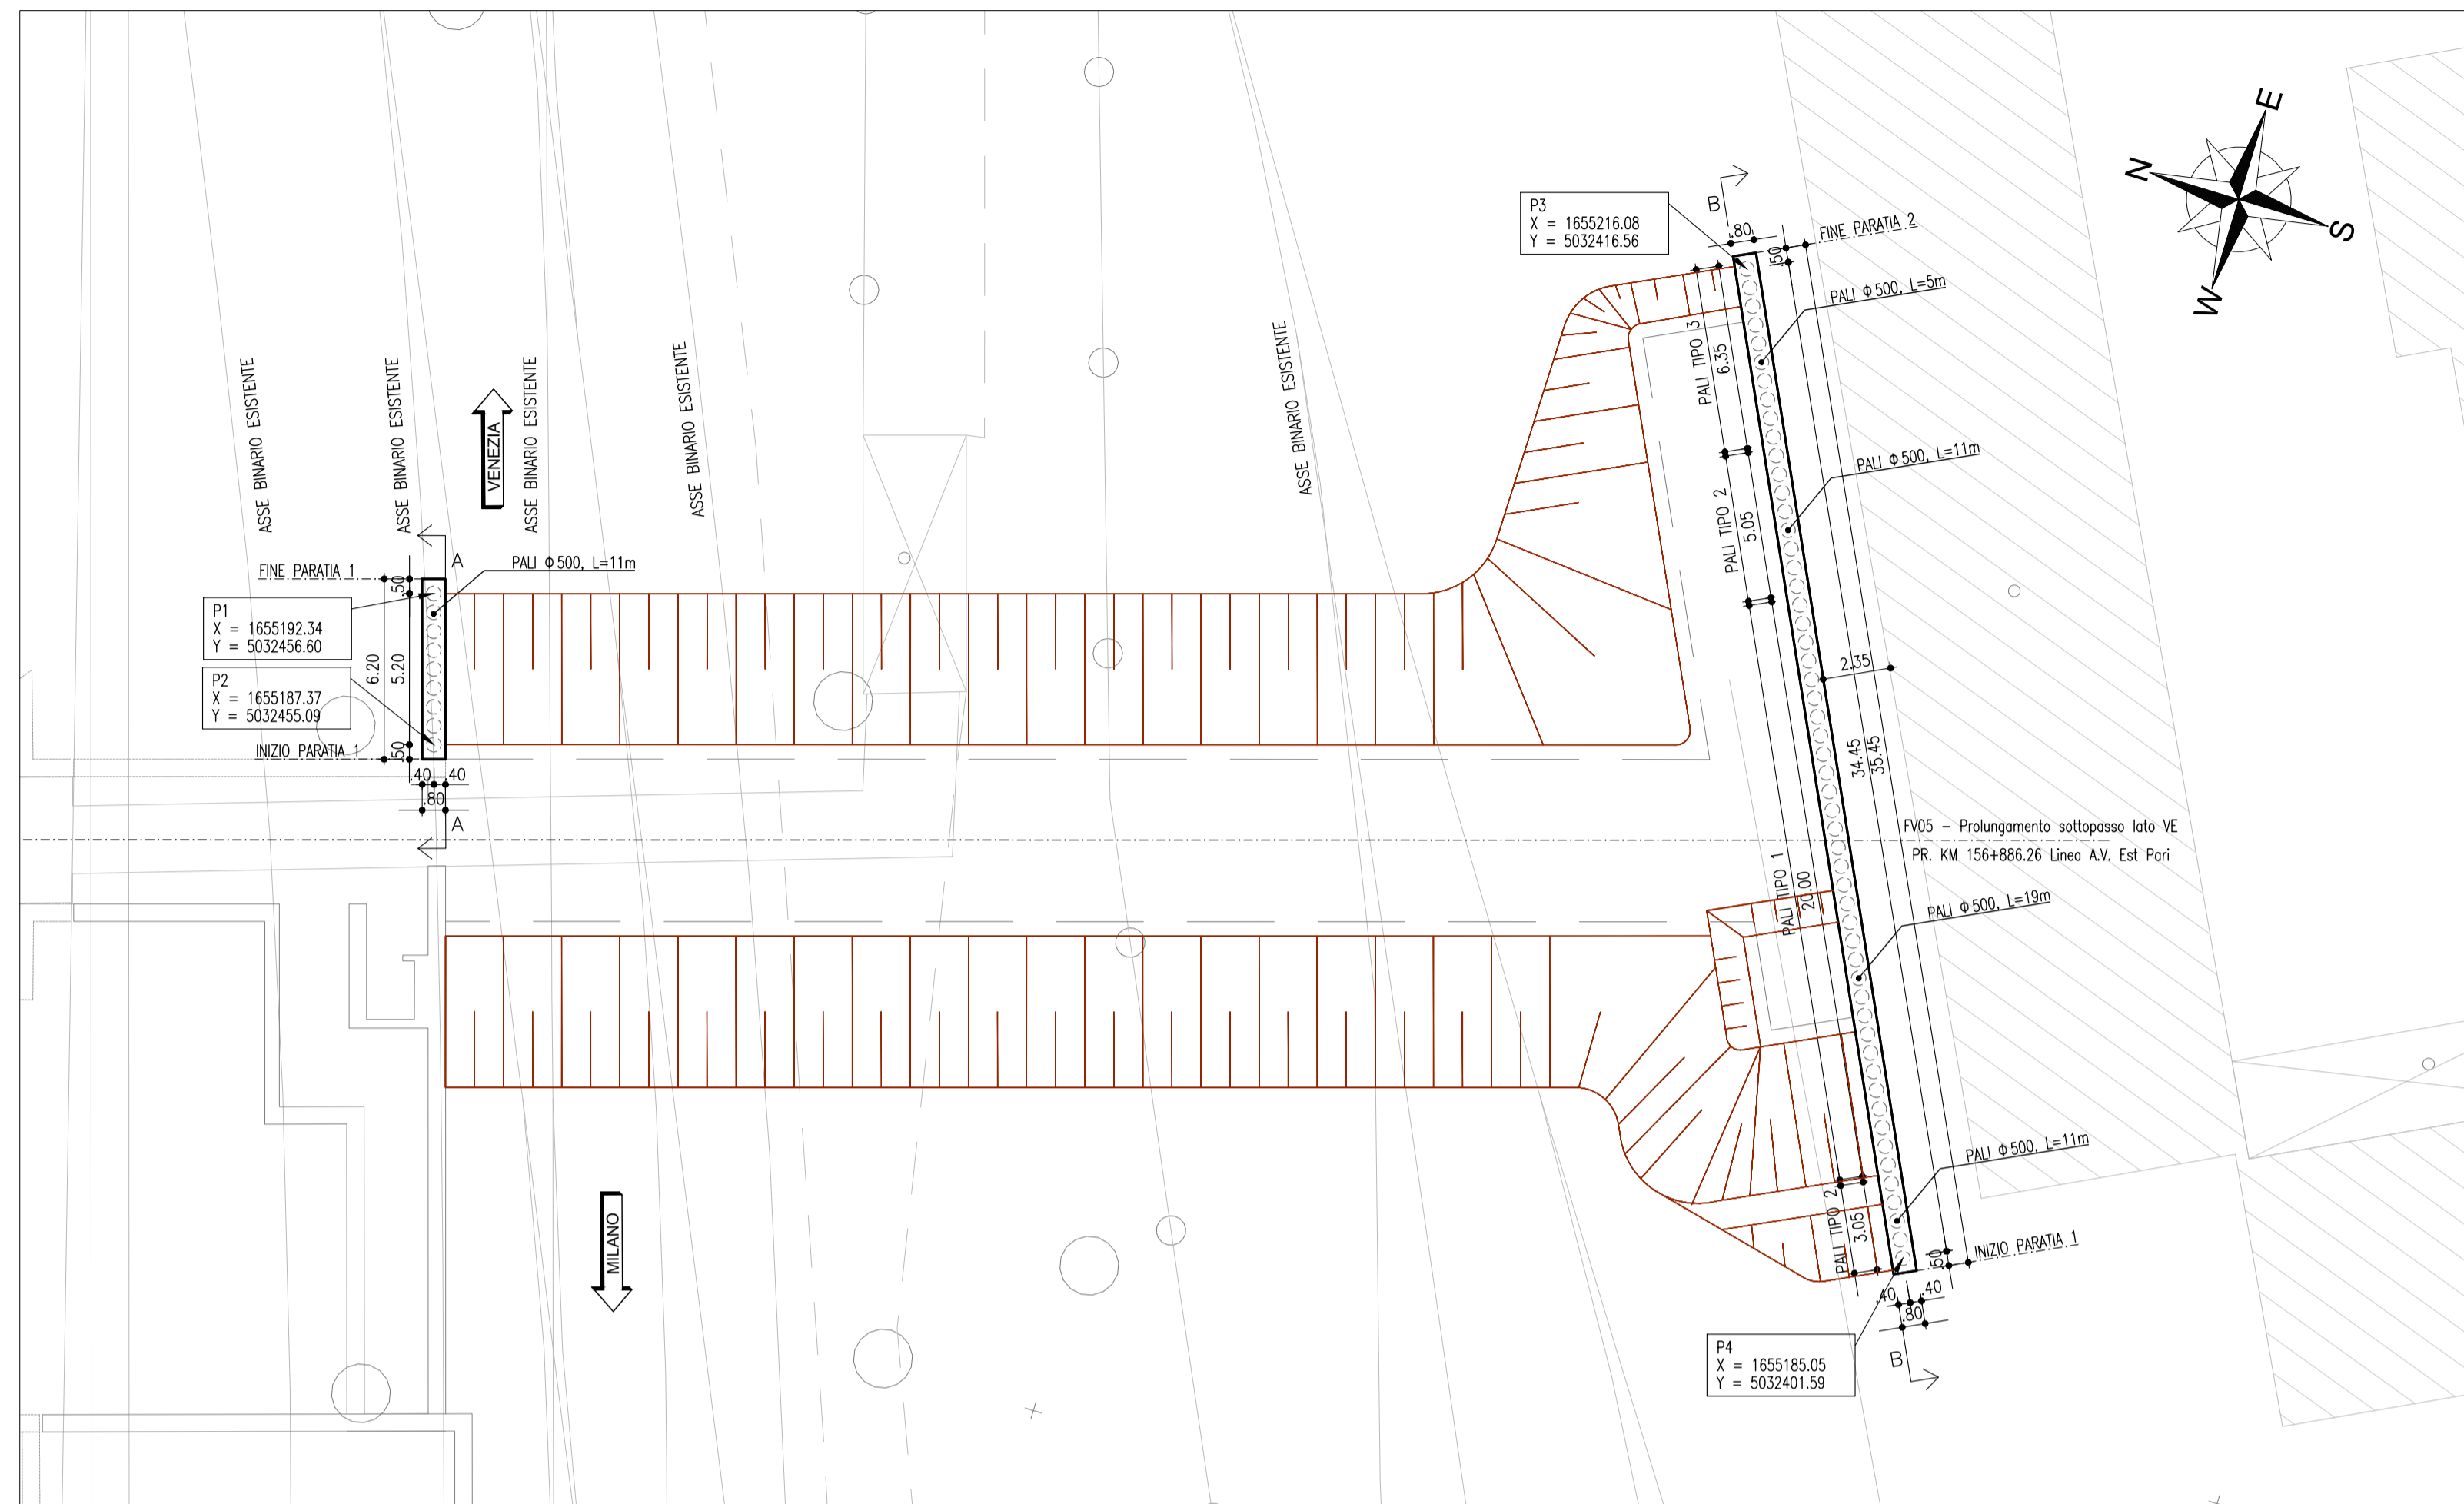 N
E
S
W
P3
X = 1655216.08
Y = 5032416.56
B
.80
.50
FINE PARATIA 2
PALI Φ500, L=5m
PALI TIPO 3
6.35
PALI Φ500, L=11m
PALI TIPO 2
5.05
ASSE BINARIO ESISTENTE
ASSE BINARIO ESISTENTE
ASSE BINARIO ESISTENTE
ASSE BINARIO ESISTENTE
ASSE BINARIO ESISTENTE
VENEZIA
A
PALI Φ500, L=11m
FINE PARATIA 1
.50
P1
X = 1655192.34
Y = 5032456.60
6.20
5.20
P2
X = 1655187.37
Y = 5032455.09
INIZIO PARATIA 1
.50
.40
.40
.80
A
2.35
34.45
35.45
FV05 – Prolungamento sottopasso lato VE
PR. KM 156+886.26 Linea A.V. Est Pari
PALI TIPO 1
20.00
PALI Φ500, L=19m
PALI Φ500, L=11m
PALI TIPO 2
3.05
.50
INIZIO PARATIA 1
.40
.40
.80
MILANO
P4
X = 1655185.05
Y = 5032401.59
B